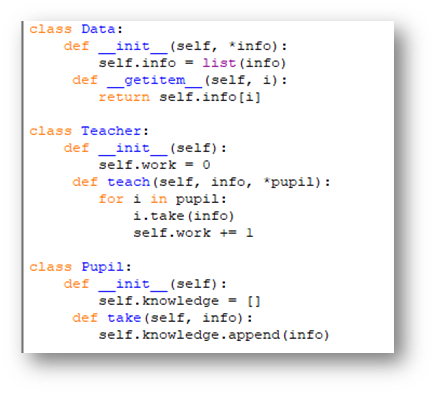 class Data:
    def __init__(self, *info):
        self.info = list(info)
     def __getitem__(self, i):
        return self.info[i]

class Teacher:
    def __init__(self):
        self.work = 0
     def teach(self, info, *pupil):
        for i in pupil:
            i.take(info)
            self.work += 1

class Pupil:
    def __init__(self):
        self.knowledge = []
     def take(self, info):
        self.knowledge.append(info)